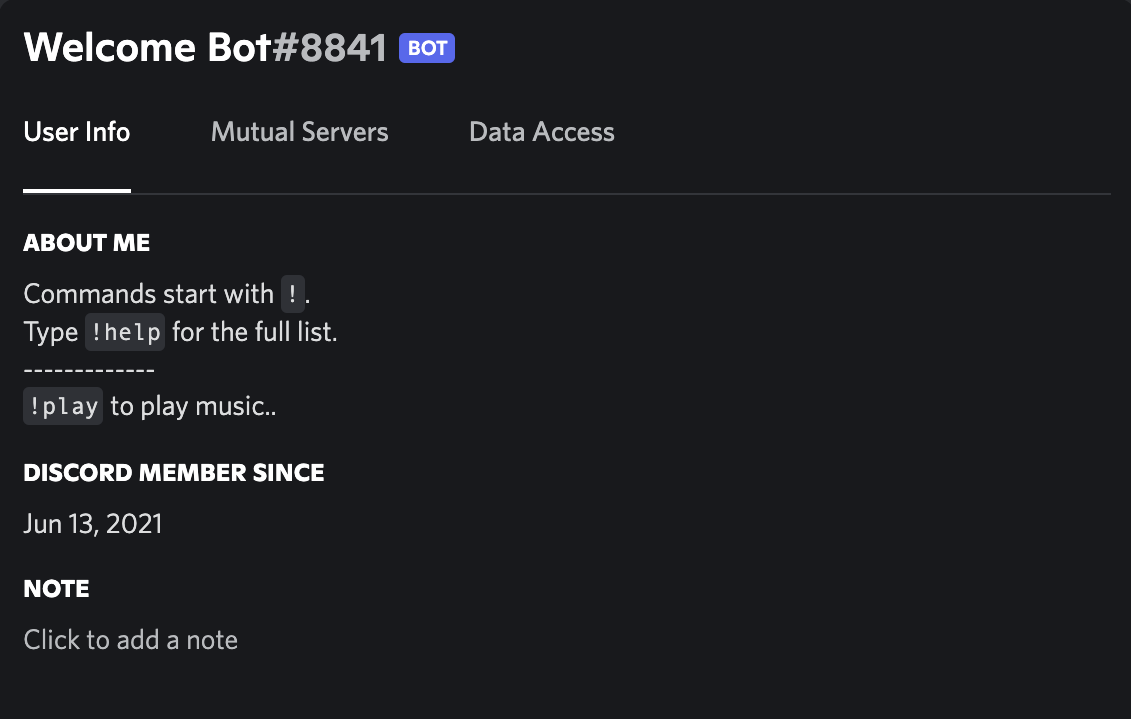 Welcome Bot#8841 BOT
User Info Mutual Servers Data Access
ABOUT ME
Commands start with !.
Type !help for the full list.
-------------
!play to play music..
DISCORD MEMBER SINCE
Jun 13, 2021
NOTE
Click to add a note